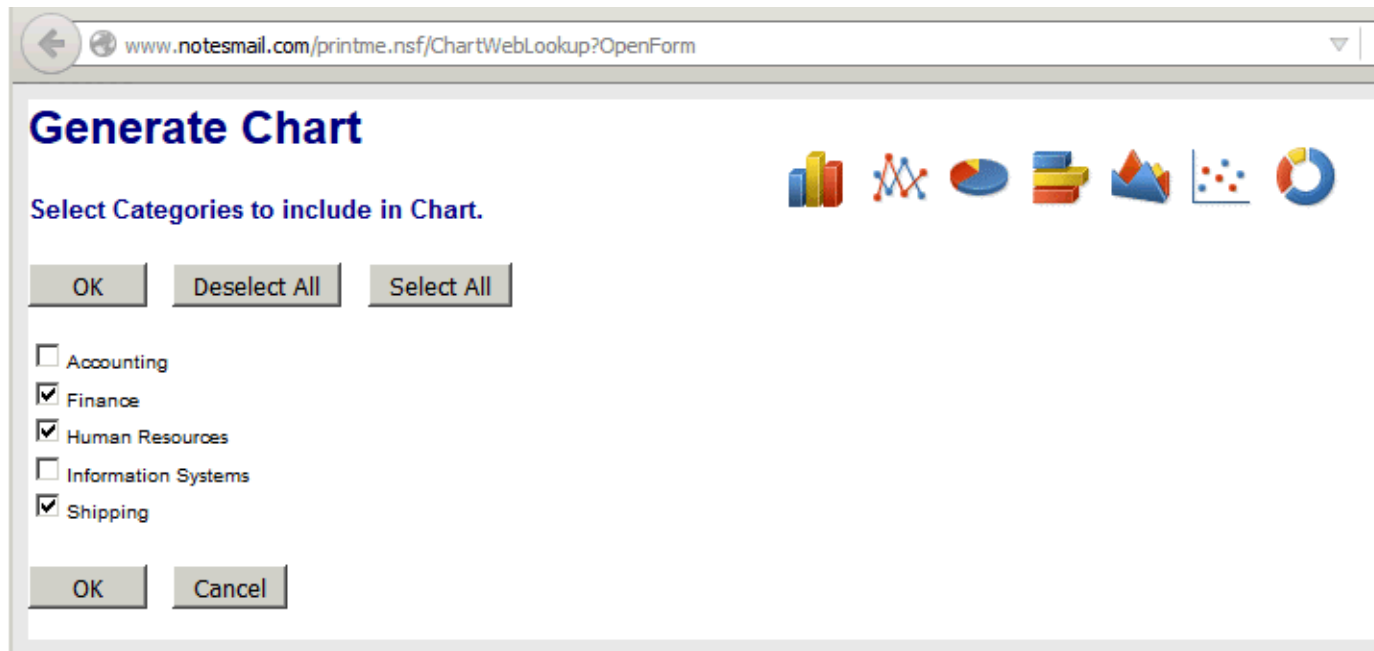 www.notesmail.com/printme.nsf/ChartWebLookup?OpenForm
Generate Chart
Select Categories to include in Chart.
OK Deselect All Select All
Accounting
Finance
Human Resources
Information Systems
Shipping
OK Cancel